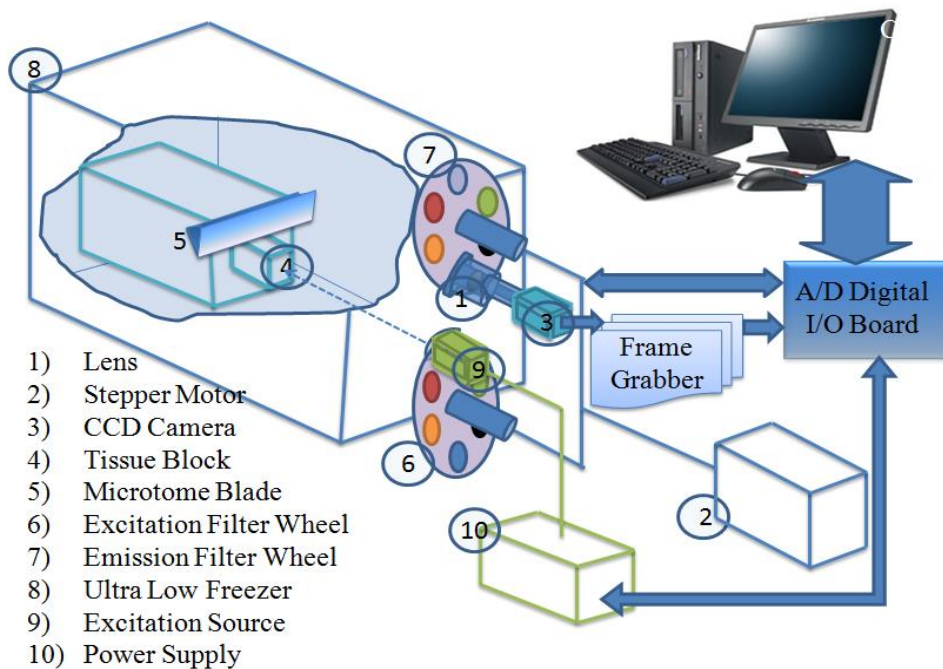 8
7
5
4
1
3
9
6
10
2
A/D Digital
I/O Board
Frame
Grabber
1) Lens
2) Stepper Motor
3) CCD Camera
4) Tissue Block
5) Microtome Blade
6) Excitation Filter Wheel
7) Emission Filter Wheel
8) Ultra Low Freezer
9) Excitation Source
10) Power Supply